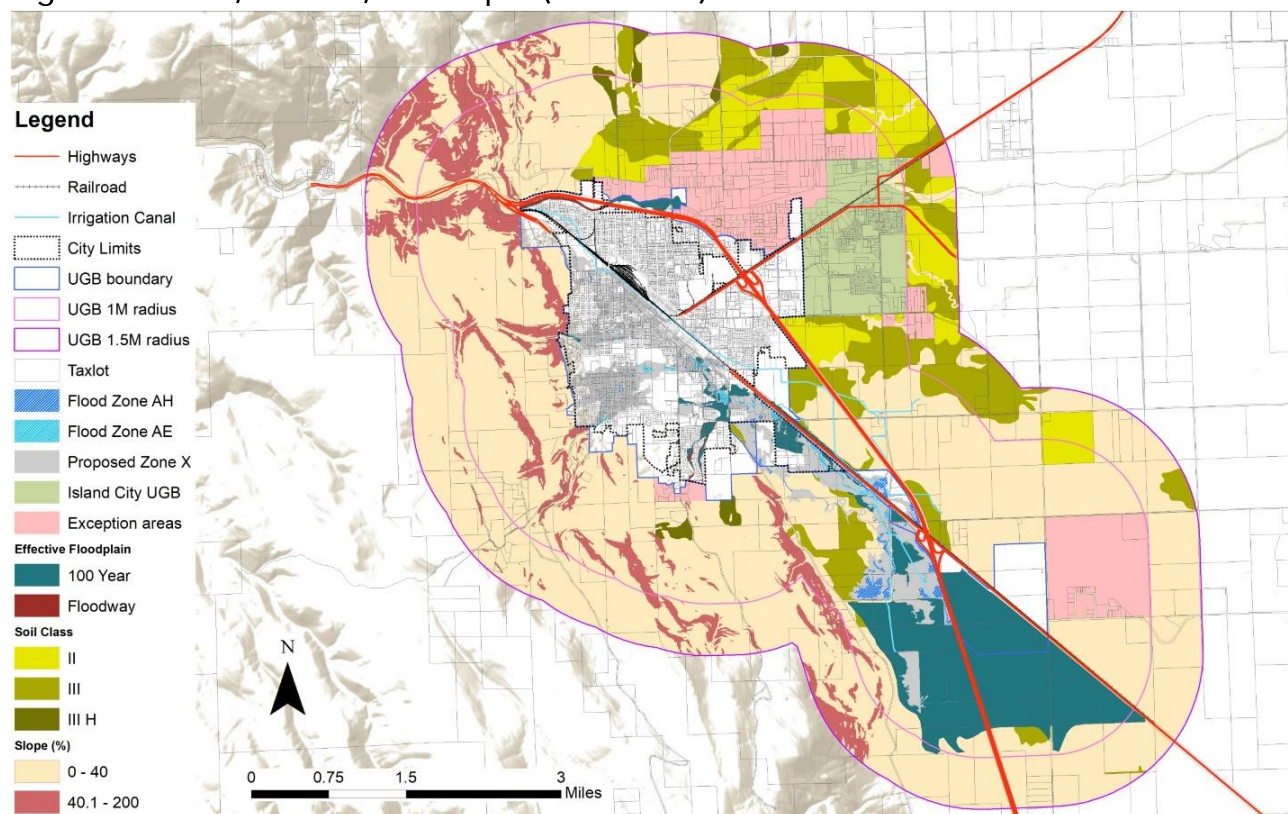 Legend
Highways
Railroad
Irrigation Canal
City Limits
UGB boundary
UGB 1M radius
UGB 1.5M radius
Taxlot
Flood Zone AH
Flood Zone AE
Proposed Zone X
Island City UGB
Exception areas
Effective Floodplain
100 Year
Floodway
Soil Class
II
III
III H
Slope (%)
0 - 40
40.1 - 200
N
0 0.75 1.5 3
Miles